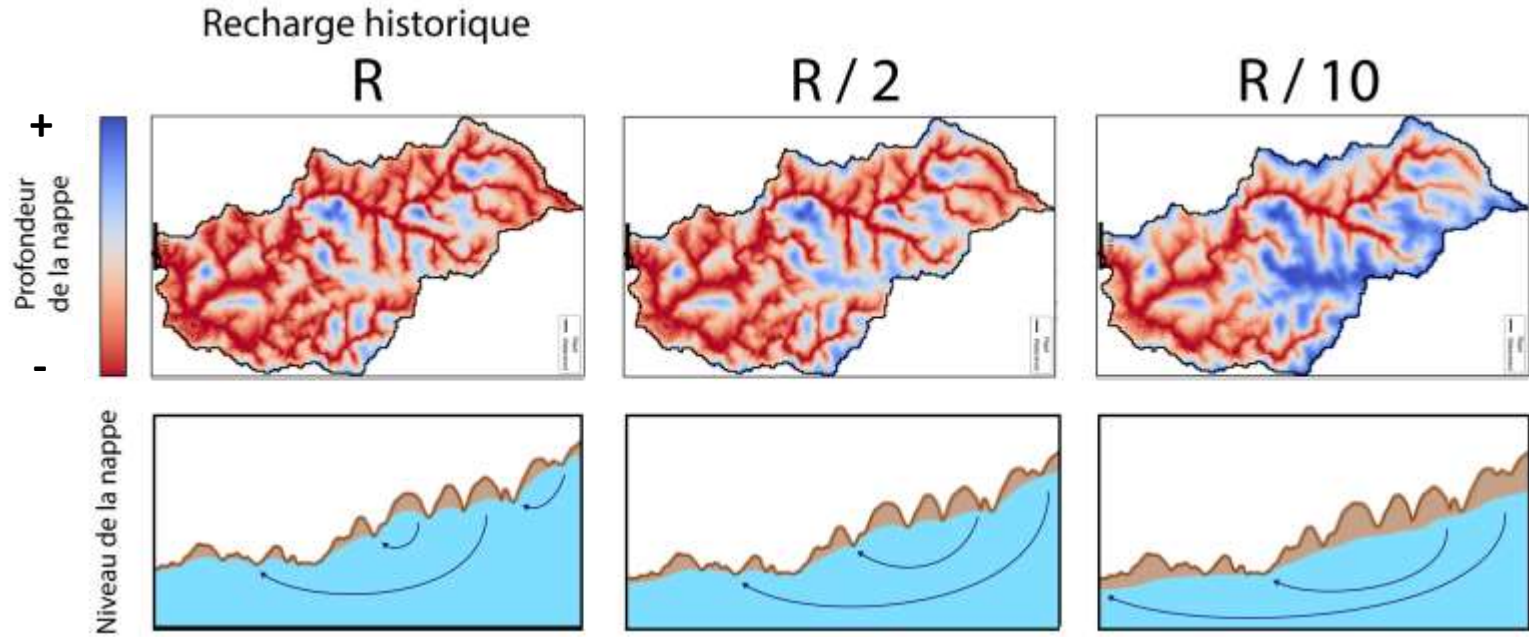 Recharge historique
R
R / 2
R / 10
+
Profondeur
de la nappe
-
Niveau de la nappe